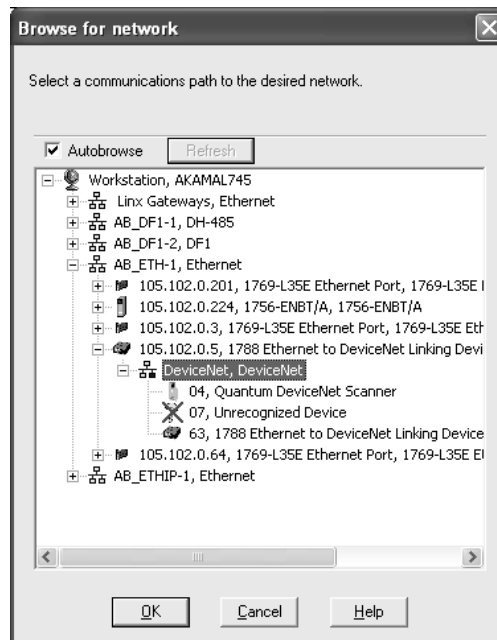 Browse for network
Select a communications path to the desired network.
Autobrowse Refresh
Workstation, AKAMAL745
Linx Gateways, Ethernet
AB_DF1-1, DH-485
AB_DF1-2, DF1
AB_ETH-1, Ethernet
105.102.0.201, 1769-L35E Ethernet Port, 1769-L35E
105.102.0.224, 1756-ENBT/A, 1756-ENBT/A
105.102.0.3, 1769-L35E Ethernet Port, 1769-L35E Eth
105.102.0.5, 1788 Ethernet to DeviceNet Linking Devi
DeviceNet, DeviceNet
04, Quantum DeviceNet Scanner
07, Unrecognized Device
63, 1788 Ethernet to DeviceNet Linking Device
105.102.0.64, 1769-L35E Ethernet Port, 1769-L35E
AB_ETHIP-1, Ethernet
OK Cancel Help